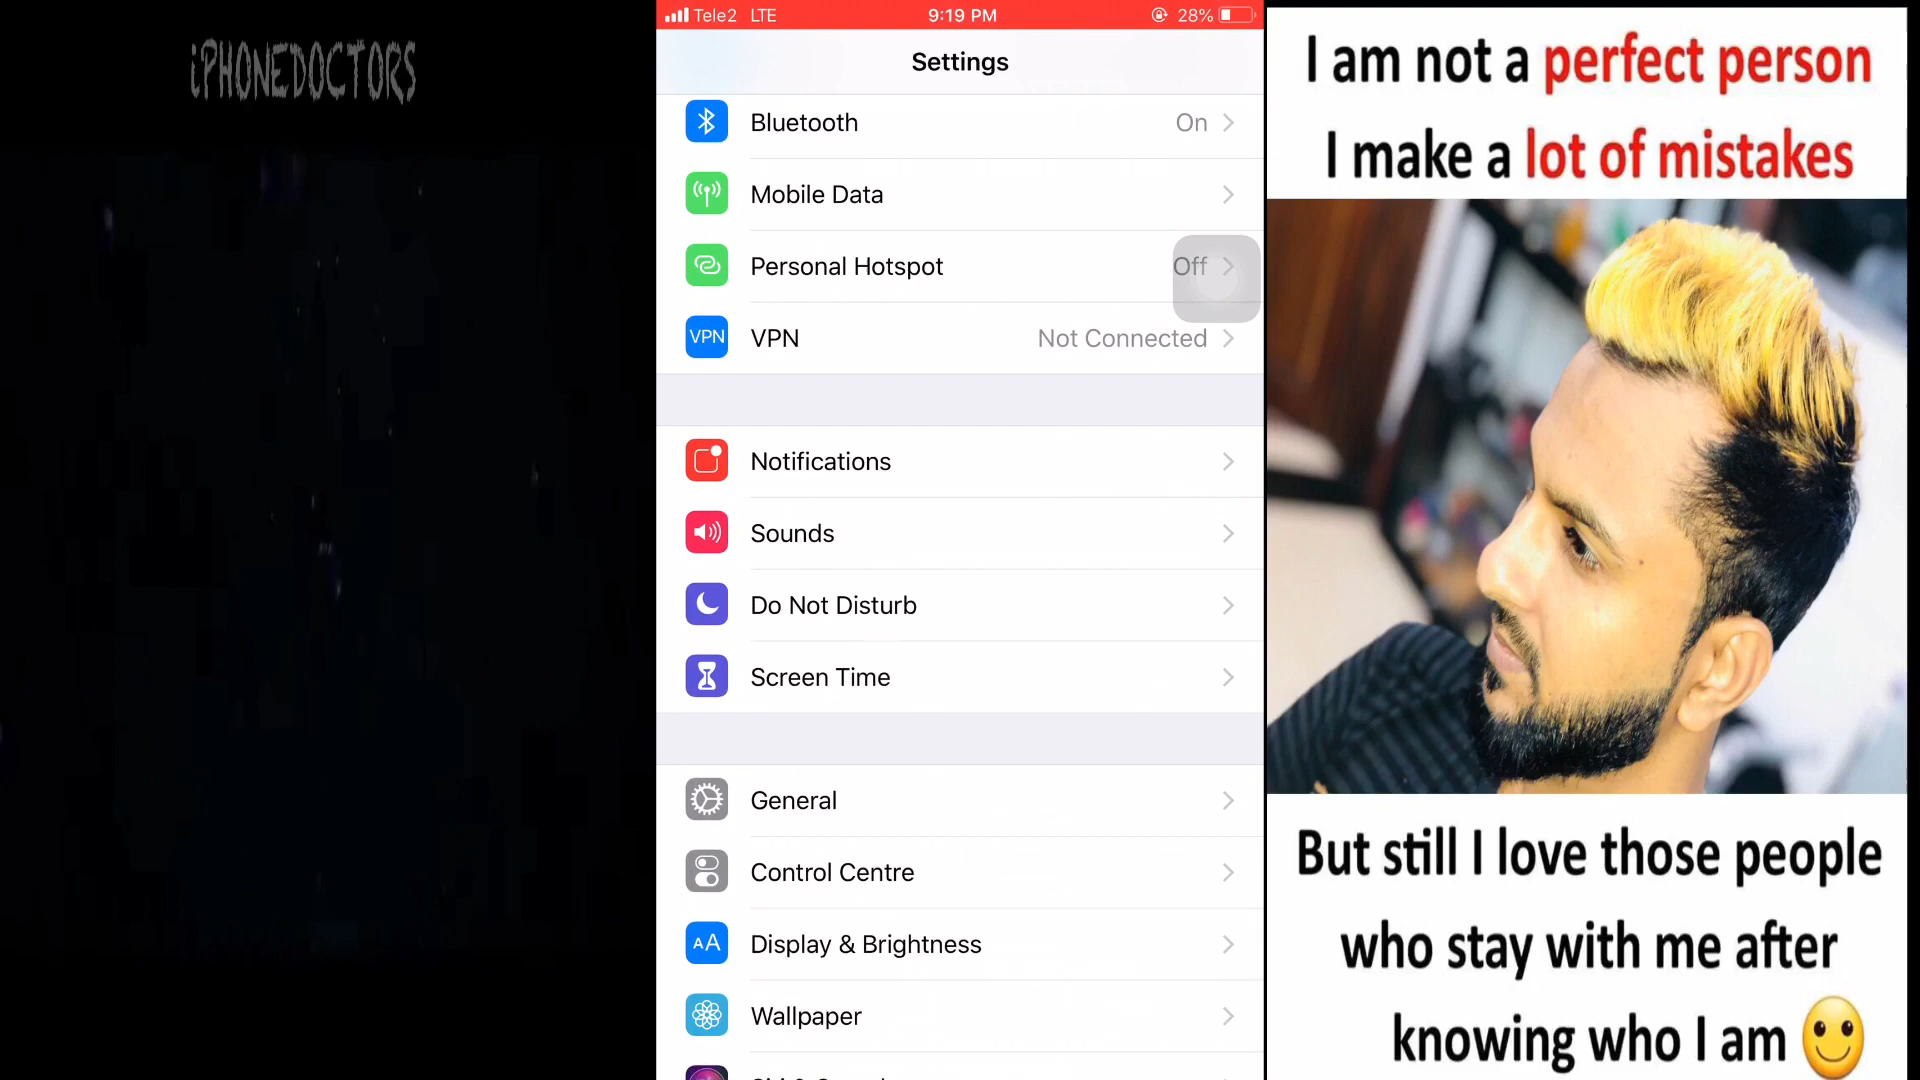 iPHONEDOCTORS
Tele2 LTE 9:19 PM 28%
Settings
Bluetooth On
Mobile Data
Personal Hotspot Off
VPN VPN Not Connected
Notifications
Sounds
Do Not Disturb
Screen Time
General
Control Centre
AA Display & Brightness
Wallpaper
I am not a perfect person
I make a lot of mistakes
But still I love those people
who stay with me after
knowing who I am